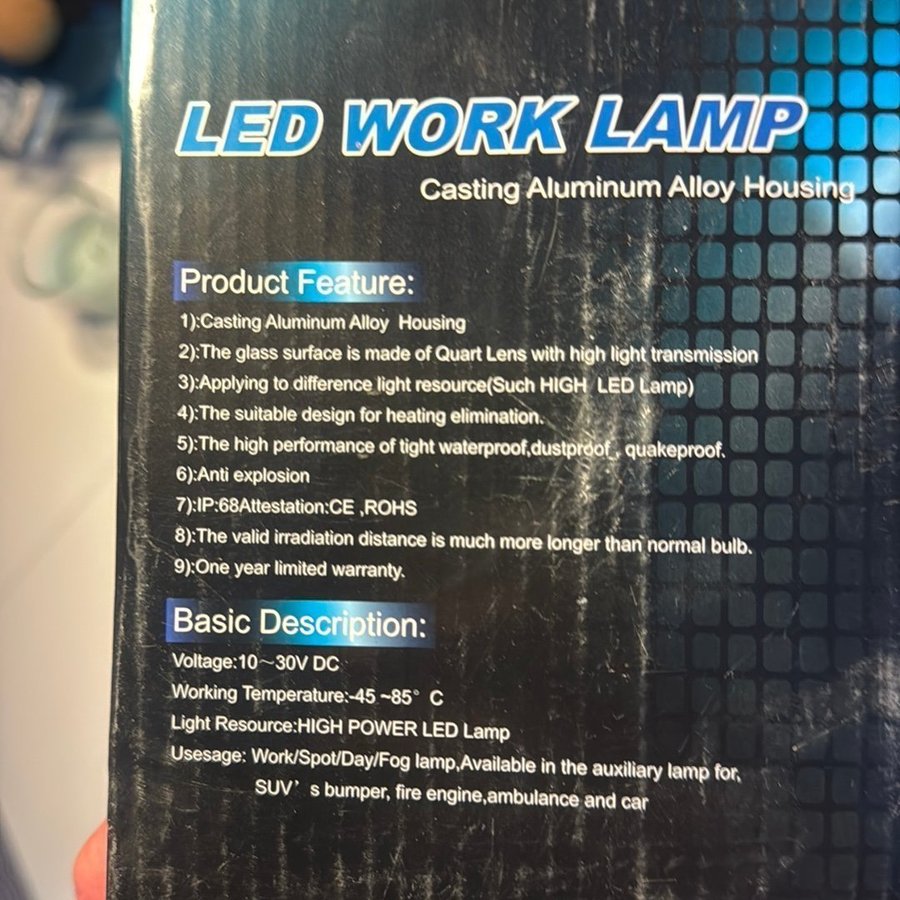 LED WORK LAMP
Casting Aluminum Alloy Housing
Product Feature:
1):Casting Aluminum Alloy Housing
2):The glass surface is made of Quart Lens with high light transmission
3):Applying to difference light resource(Such HIGH LED Lamp)
4):The suitable design for heating elimination.
5):The high performance of tight waterproof,dustproof , quakeproof.
6):Anti explosion
7):IP:68Attestation:CE ,ROHS
8):The valid irradiation distance is much more longer than normal bulb.
9):One year limited warranty.
Basic Description:
Voltage:10～30V DC
Working Temperature:-45 ~85° C
Light Resource:HIGH POWER LED Lamp
Usesage: Work/Spot/Day/Fog lamp,Available in the auxiliary lamp for,
SUV's bumper, fire engine,ambulance and car